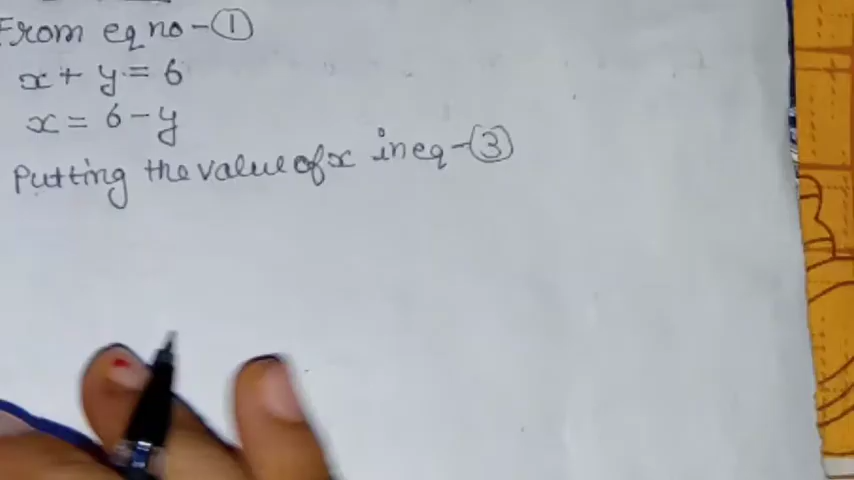 From eq no-①
x + y = 6
x = 6 - y
Putting the value of x in eq-③